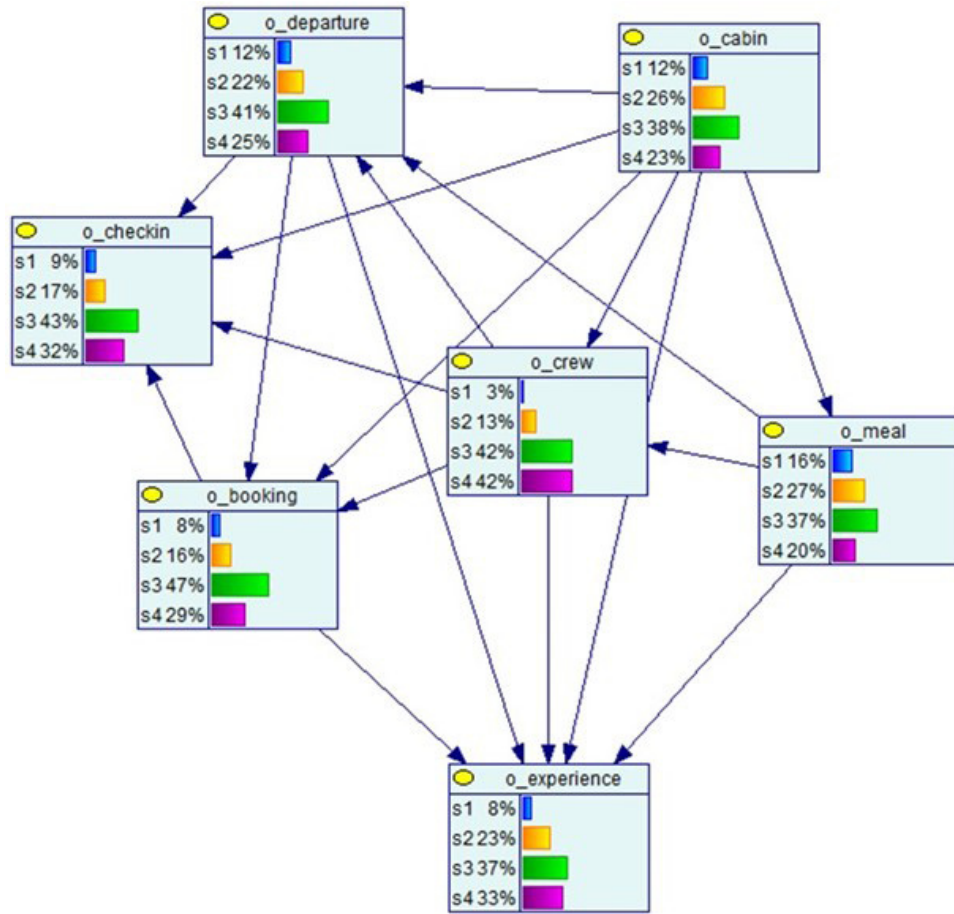 o_departure
s1 12%
s2 22%
s3 41%
s4 25%
o_cabin
s1 12%
s2 26%
s3 38%
s4 23%
o_checkin
s1 9%
s2 17%
s3 43%
s4 32%
o_crew
s1 3%
s2 13%
s3 42%
s4 42%
o_meal
s1 16%
s2 27%
s3 37%
s4 20%
o_booking
s1 8%
s2 16%
s3 47%
s4 29%
o_experience
s1 8%
s2 23%
s3 37%
s4 33%